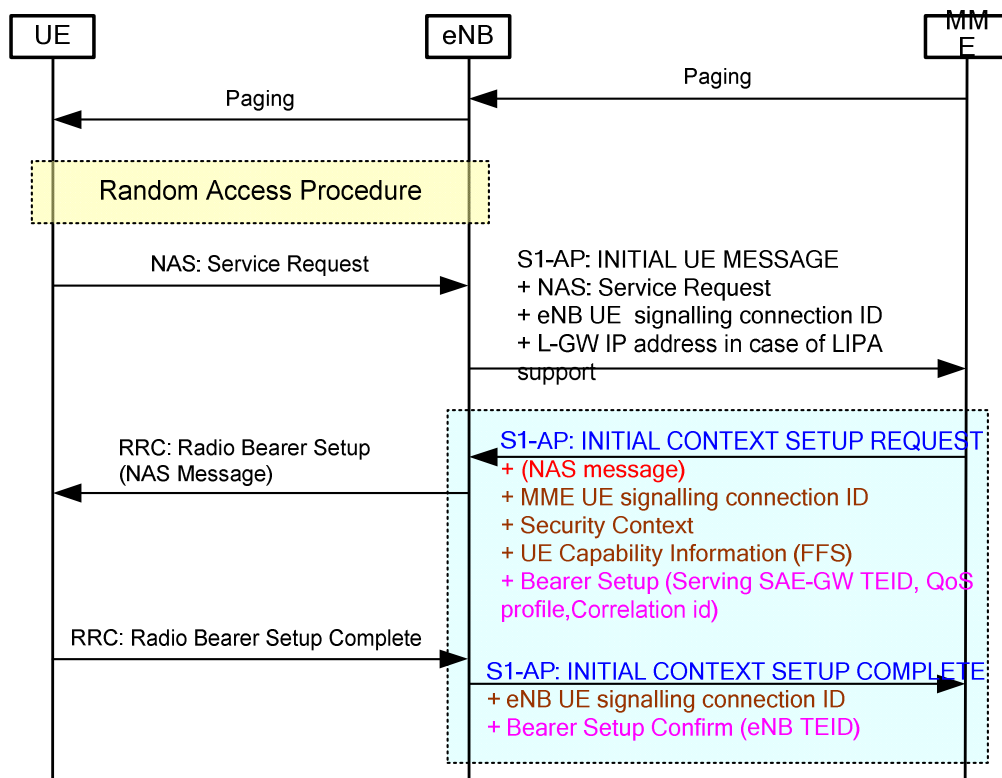 UE
eNB
MM
E
Paging
Paging
Random Access Procedure
NAS: Service Request
S1-AP: INITIAL UE MESSAGE
+ NAS: Service Request
+ eNB UE signalling connection ID
+ L-GW IP address in case of LIPA
support
RRC: Radio Bearer Setup
(NAS Message)
S1-AP: INITIAL CONTEXT SETUP REQUEST
+ (NAS message)
+ MME UE signalling connection ID
+ Security Context
+ UE Capability Information (FFS)
+ Bearer Setup (Serving SAE-GW TEID, QoS
profile,Correlation id)
RRC: Radio Bearer Setup Complete
S1-AP: INITIAL CONTEXT SETUP COMPLETE
+ eNB UE signalling connection ID
+ Bearer Setup Confirm (eNB TEID)